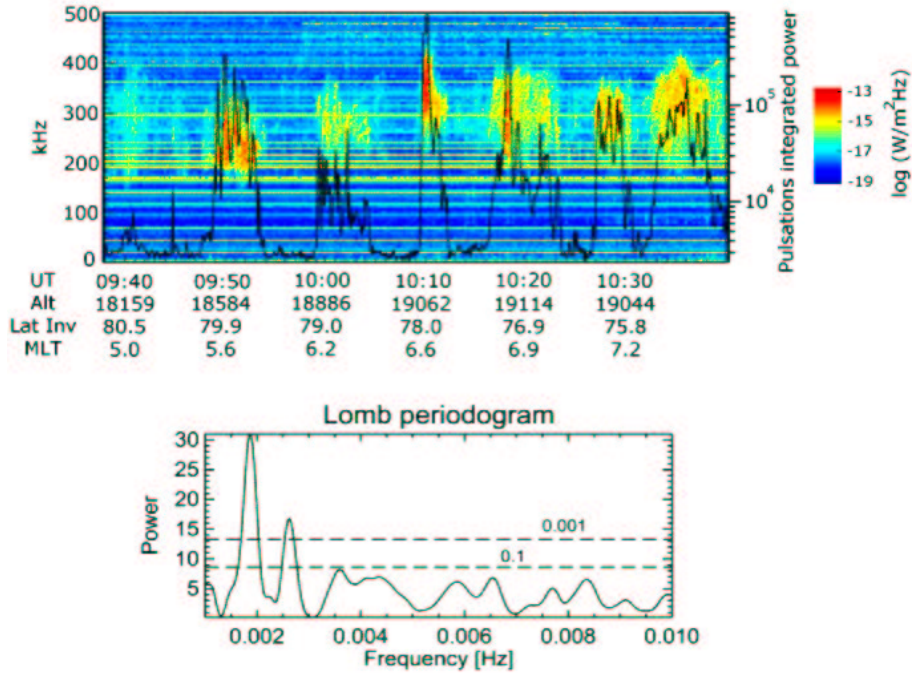 500
400
300
200
100
0
kHz
10^5
10^4
Pulsations integrated power
-13
-15
-17
-19
log (W/m^2Hz)
UT 09:40 09:50 10:00 10:10 10:20 10:30
Alt 18159 18584 18886 19062 19114 19044
Lat Inv 80.5 79.9 79.0 78.0 76.9 75.8
MLT 5.0 5.6 6.2 6.6 6.9 7.2
Lomb periodogram
30
25
20
15
10
5
Power
0.001
0.1
0.002 0.004 0.006 0.008 0.010
Frequency [Hz]